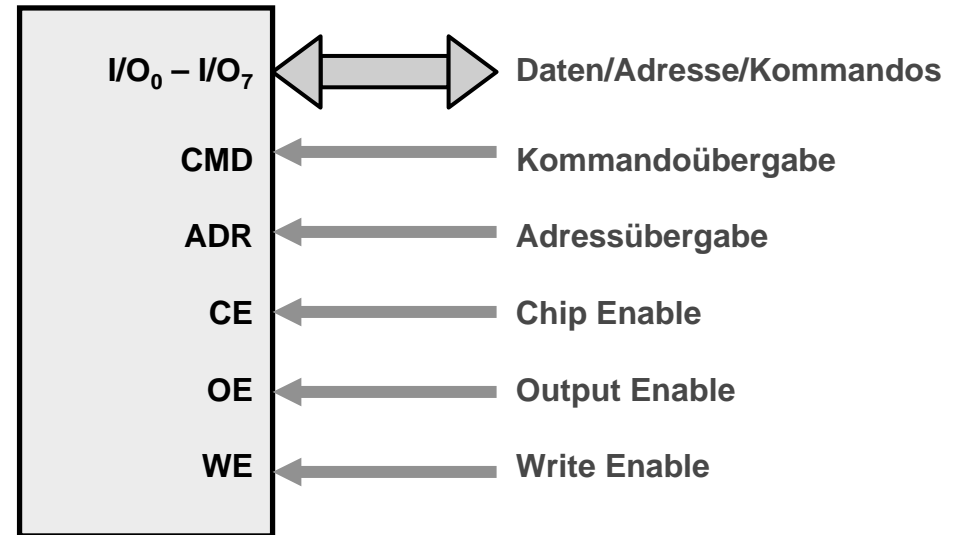 I/O₀ – I/O₇ Daten/Adresse/Kommandos
CMD Kommandoübergabe
ADR Adressübergabe
CE Chip Enable
OE Output Enable
WE Write Enable